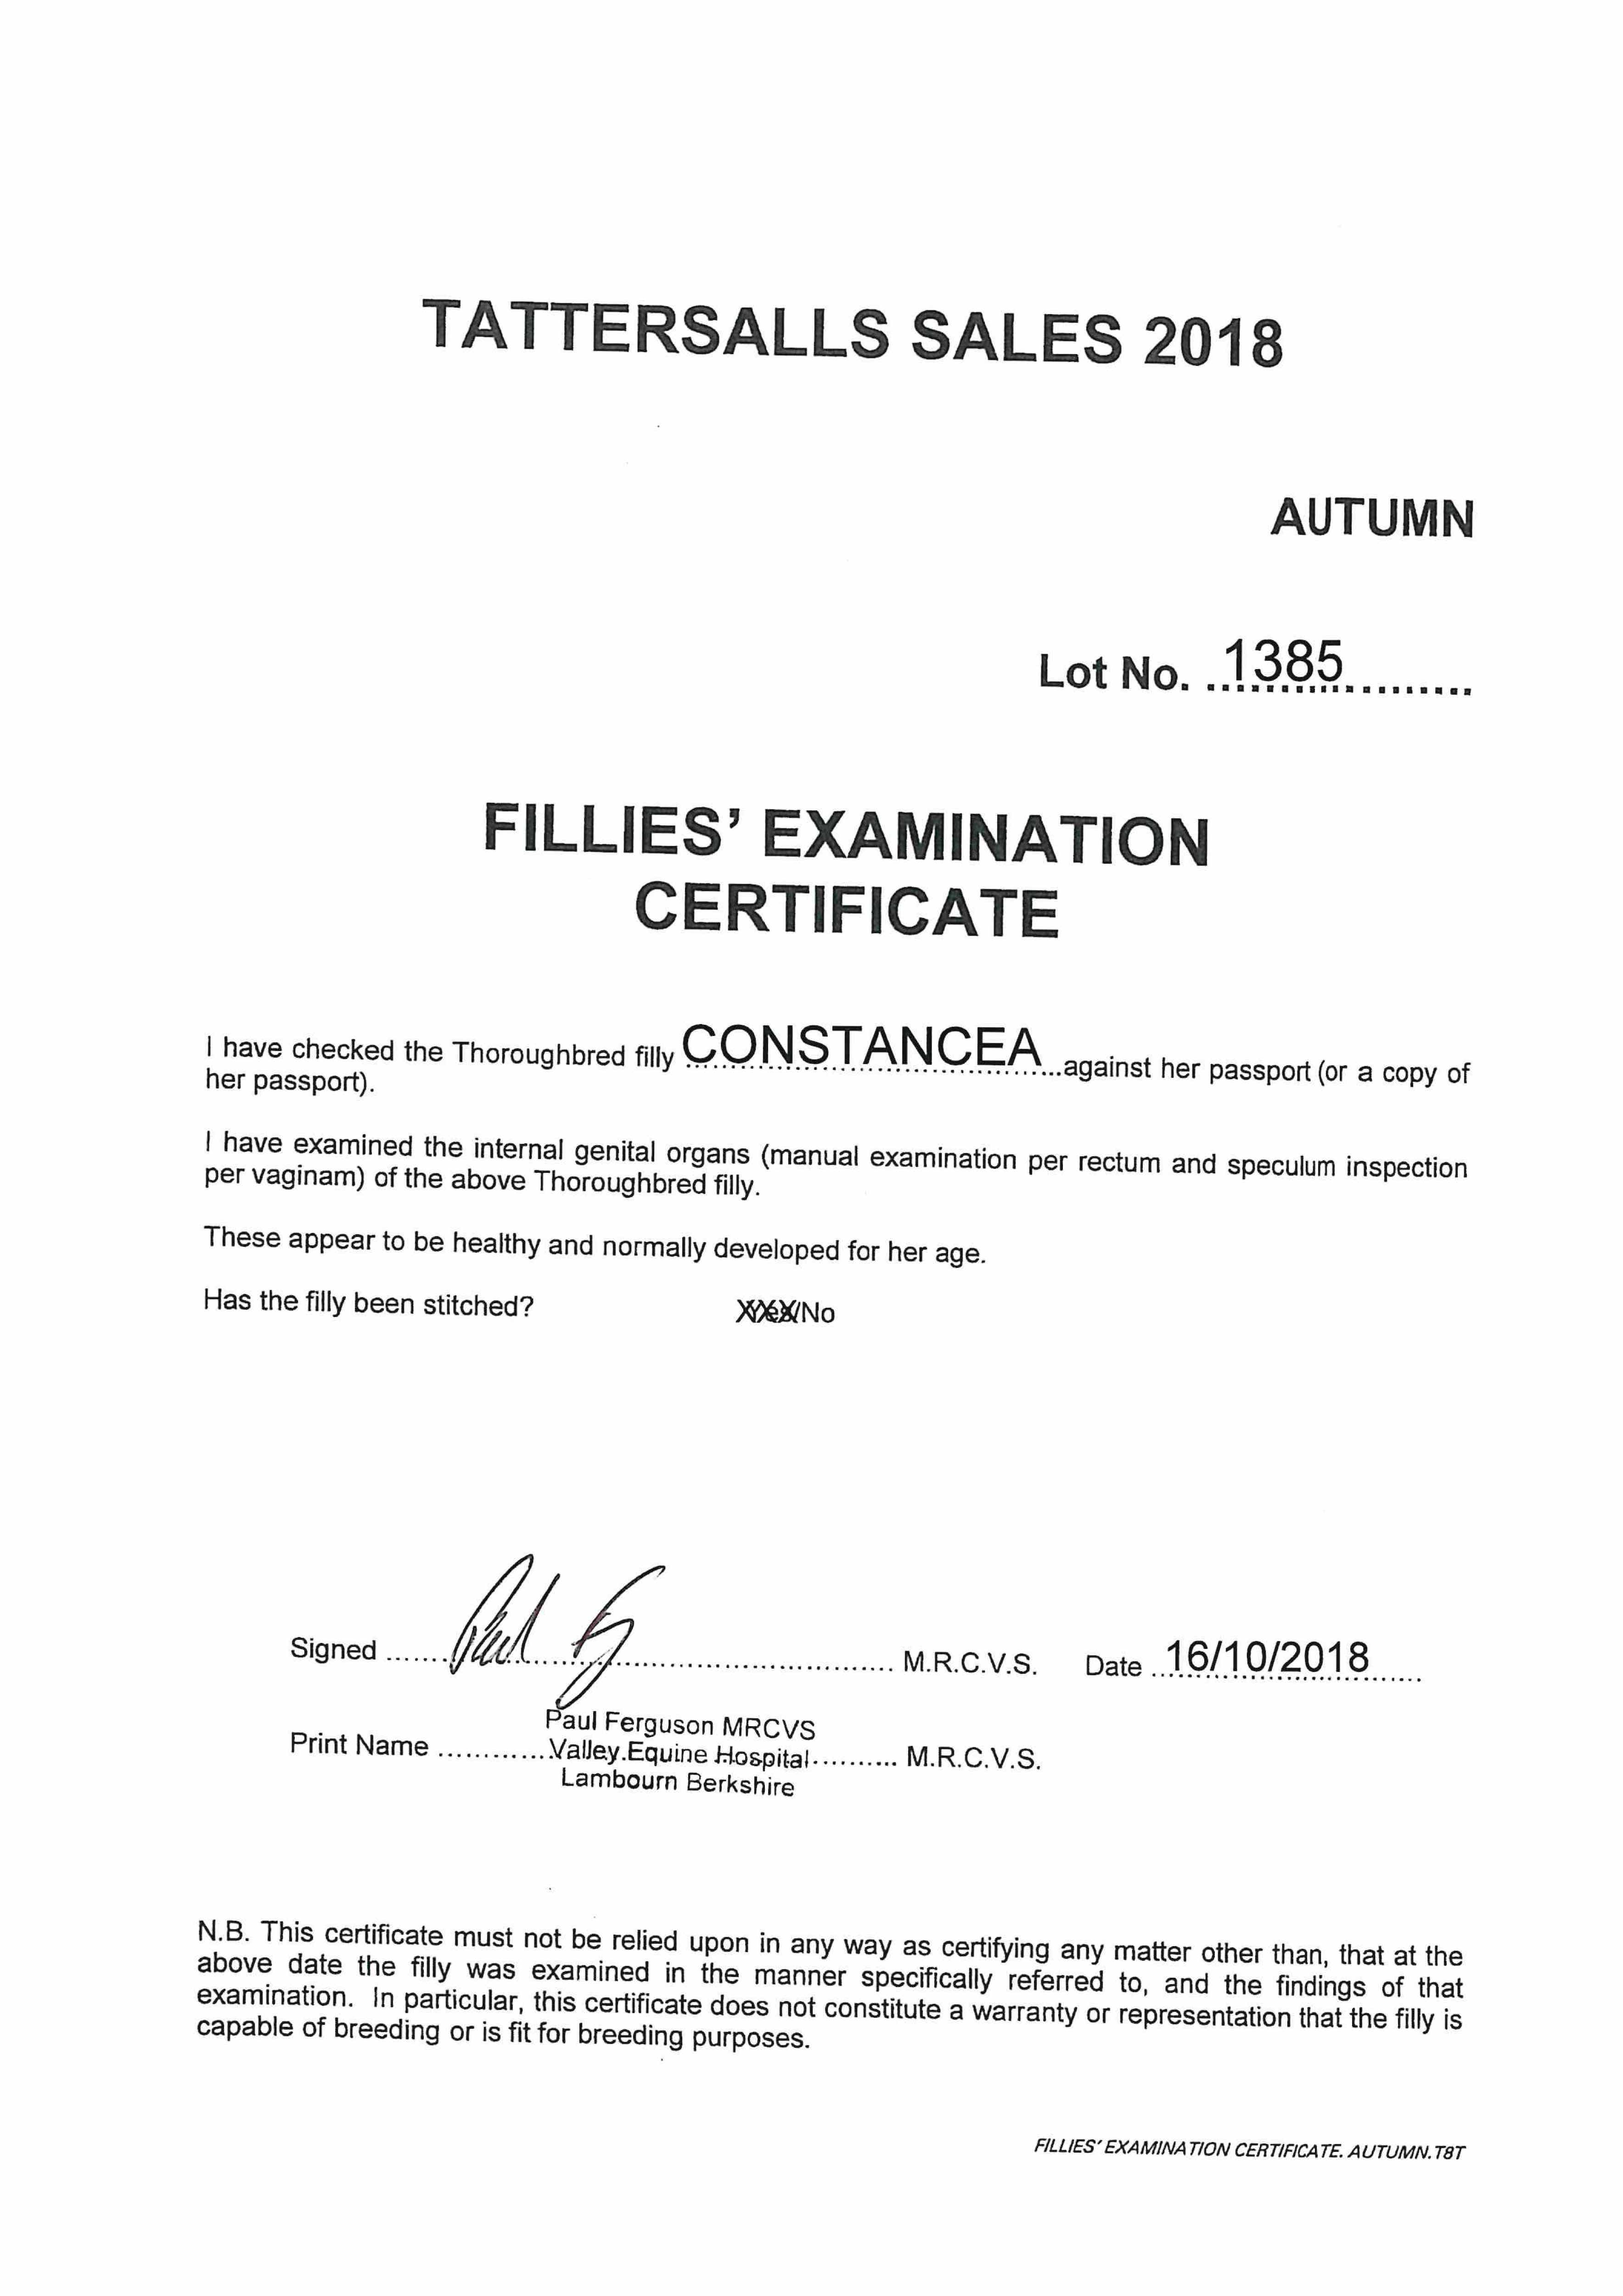 TATTERSALLS SALES 2018
AUTUMN
Lot No. 1385
FILLIES' EXAMINATION
CERTIFICATE
I have checked the Thoroughbred filly CONSTANCEA against her passport (or a copy of
her passport).
I have examined the internal genital organs (manual examination per rectum and speculum inspection
per vaginam) of the above Thoroughbred filly.
These appear to be healthy and normally developed for her age.
Has the filly been stitched? Yes/No
Signed Paul M.R.C.V.S. Date 16/10/2018
Paul Ferguson MRCVS
Print Name Valley Equine Hospital M.R.C.V.S.
Lambourn Berkshire
N.B. This certificate must not be relied upon in any way as certifying any matter other than, that at the
above date the filly was examined in the manner specifically referred to, and the findings of that
examination. In particular, this certificate does not constitute a warranty or representation that the filly is
capable of breeding or is fit for breeding purposes.
FILLIES' EXAMINATION CERTIFICATE. AUTUMN. T8T